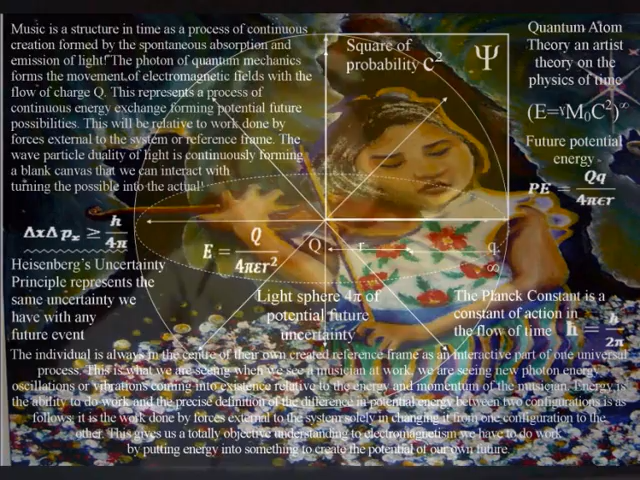 Music is a structure in time as a process of continuous
creation formed by the spontaneous absorption and
emission of light! The photon of quantum mechanics
forms the movement of electromagnetic fields with the
flow of charge Q. This represents a process of
continuous energy exchange forming potential future
possibilities. This will be relative to work done by
forces external to the system or reference frame. The
wave particle duality of light is continuously forming
a blank canvas that we can interact with
turning the possible into the actual!
Square of
probability C²
Ψ
Quantum Atom
Theory an artist
theory on the
physics of time
(E=ˠM₀C²)^∞
Future potential
energy
PE = Qq / 4πεr
ΔxΔpₓ ≥ h / 4π
E = Q / 4πεr²
Q
r
q
∞
Heisenberg's Uncertainty
Principle represents the
same uncertainty we
have with any
future event
Light sphere 4π of
potential future
uncertainty
The Planck Constant is a
constant of action in
the flow of time ħ = h / 2π
The individual is always in the centre of their own created reference frame as an interactive part of one universal
process. This is what we are seeing when we see a musician at work, we are seeing new photon energy
oscillations or vibrations coming into existence relative to the energy and momentum of the musician. Energy is
the ability to do work and the precise definition of the difference in potential energy between two configurations is as
follows, it is the work done by forces external to the system solely in changing it from one configuration to the
other. This gives us a totally objective understanding to electromagnetism we have to do work
by putting energy into something to create the potential of our own future.